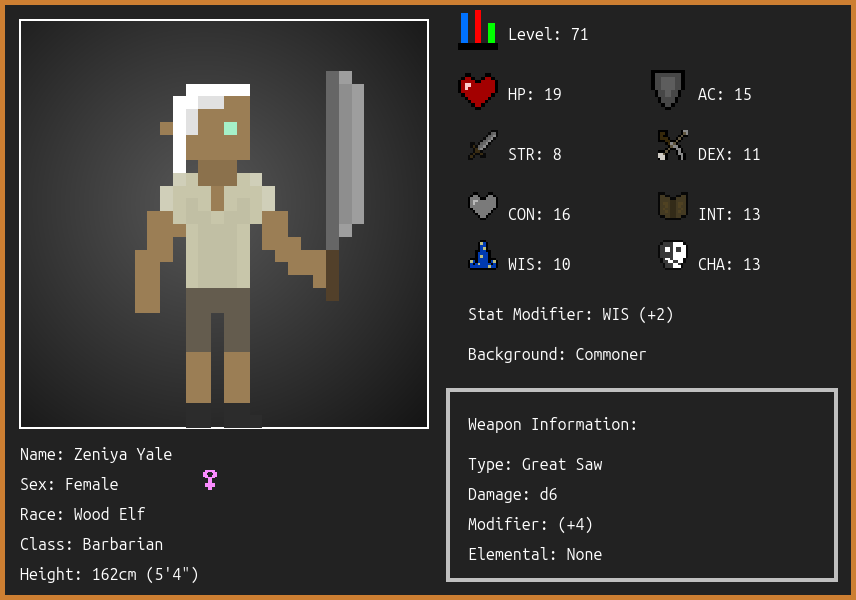 Level: 71
HP: 19
AC: 15
STR: 8
DEX: 11
CON: 16
INT: 13
WIS: 10
CHA: 13
Stat Modifier: WIS (+2)
Background: Commoner
Weapon Information:
Type: Great Saw
Damage: d6
Modifier: (+4)
Elemental: None
Name: Zeniya Yale
Sex: Female
Race: Wood Elf
Class: Barbarian
Height: 162cm (5'4")